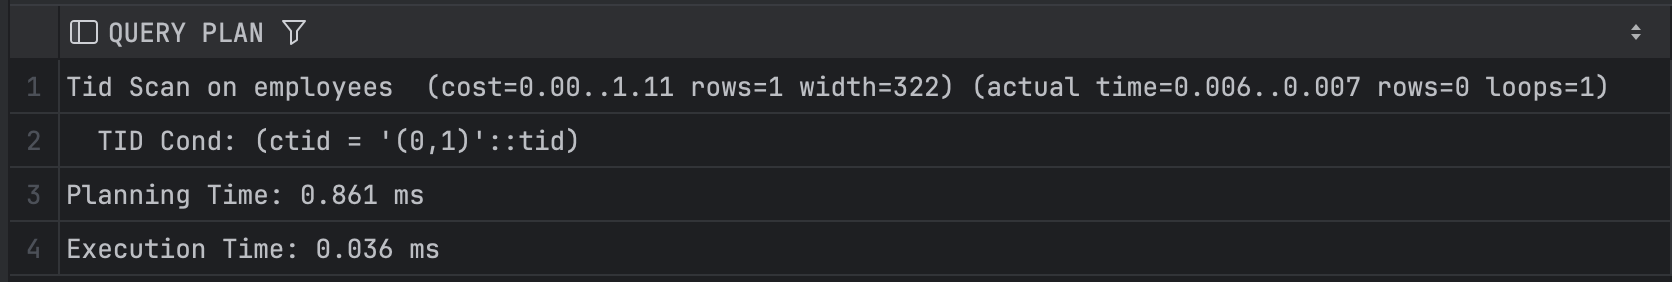 QUERY PLAN
1 Tid Scan on employees  (cost=0.00..1.11 rows=1 width=322) (actual time=0.006..0.007 rows=0 loops=1)
2   TID Cond: (ctid = '(0,1)'::tid)
3 Planning Time: 0.861 ms
4 Execution Time: 0.036 ms